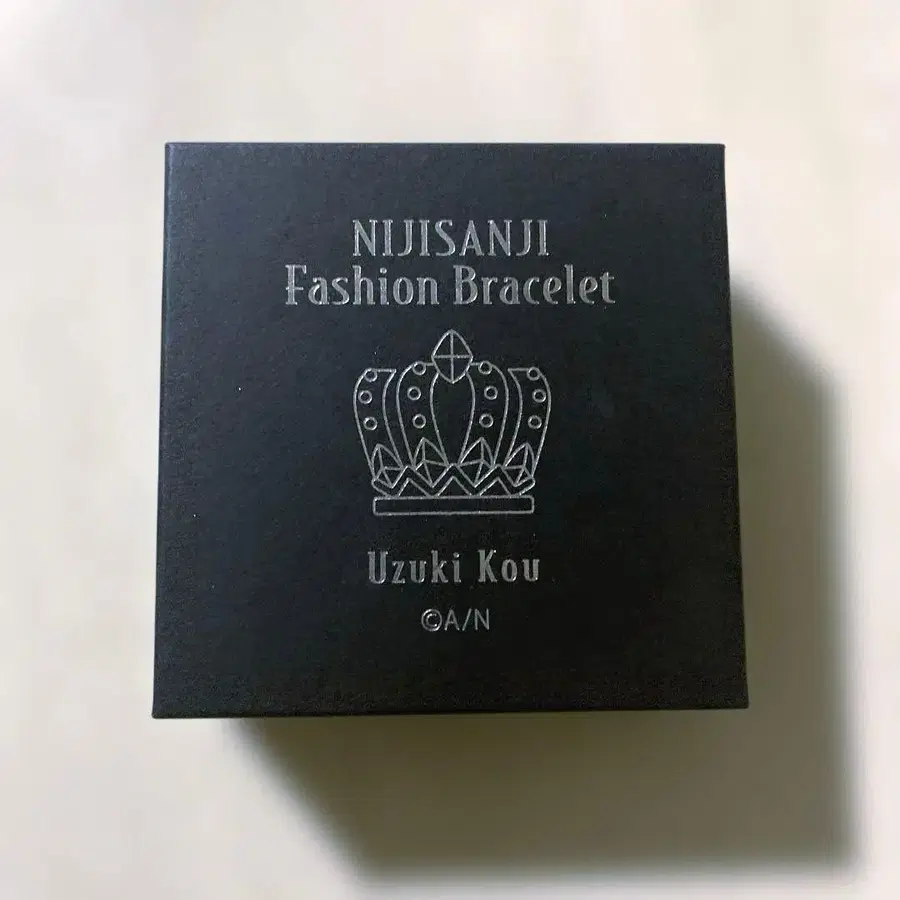 NIJISANJI
Fashion Bracelet
Uzuki Kou
©A/N